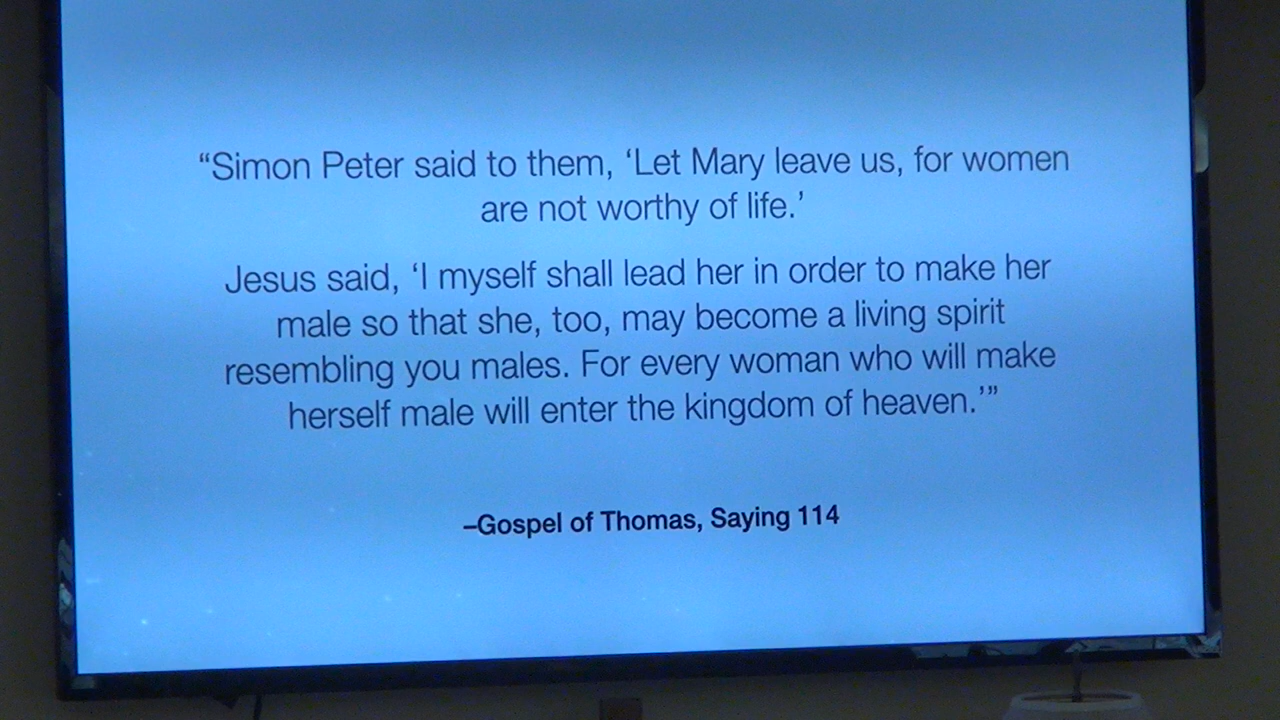 “Simon Peter said to them, ‘Let Mary leave us, for women
are not worthy of life.’
Jesus said, ‘I myself shall lead her in order to make her
male so that she, too, may become a living spirit
resembling you males. For every woman who will make
herself male will enter the kingdom of heaven.’”
–Gospel of Thomas, Saying 114